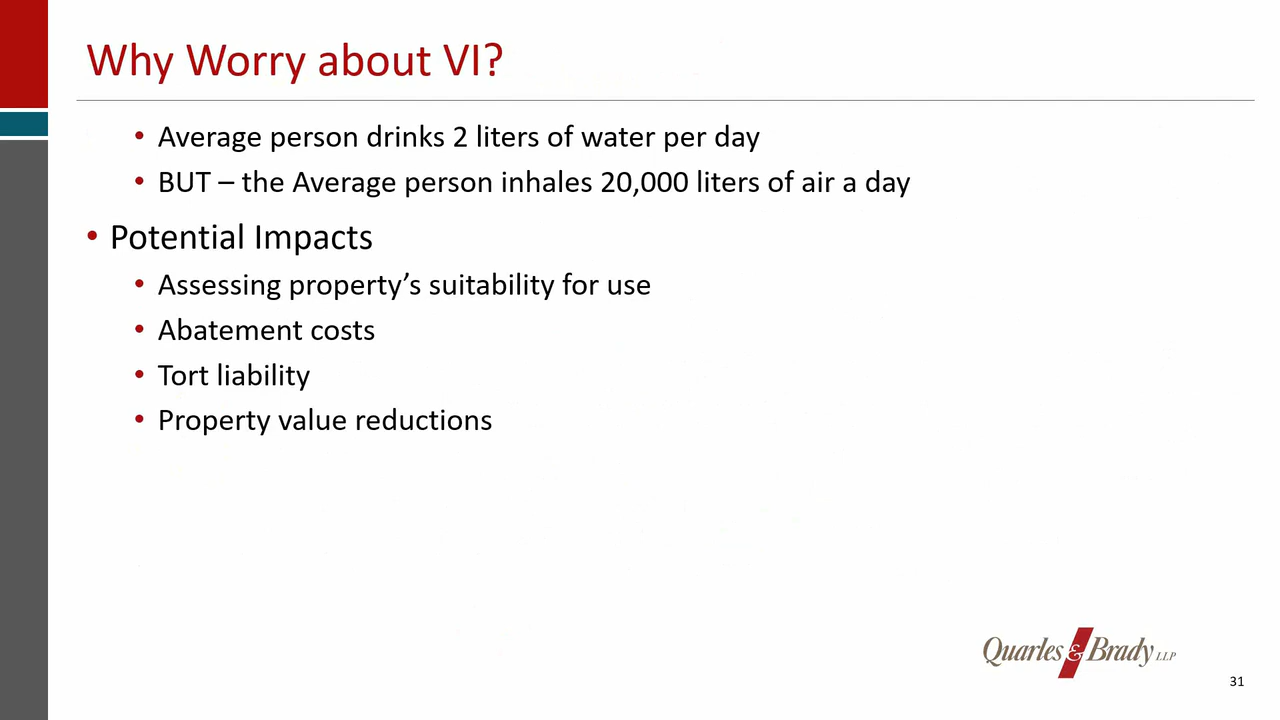 Why Worry about VI?
• Average person drinks 2 liters of water per day
• BUT – the Average person inhales 20,000 liters of air a day
• Potential Impacts
• Assessing property’s suitability for use
• Abatement costs
• Tort liability
• Property value reductions
Quarles & Brady LLP
31